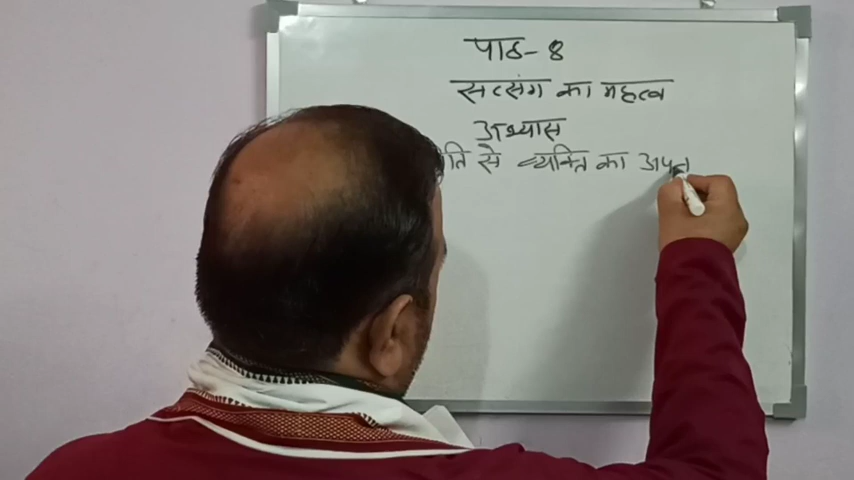 पाठ-8
सत्संग का महत्व
अभ्यास
से व्यक्ति का